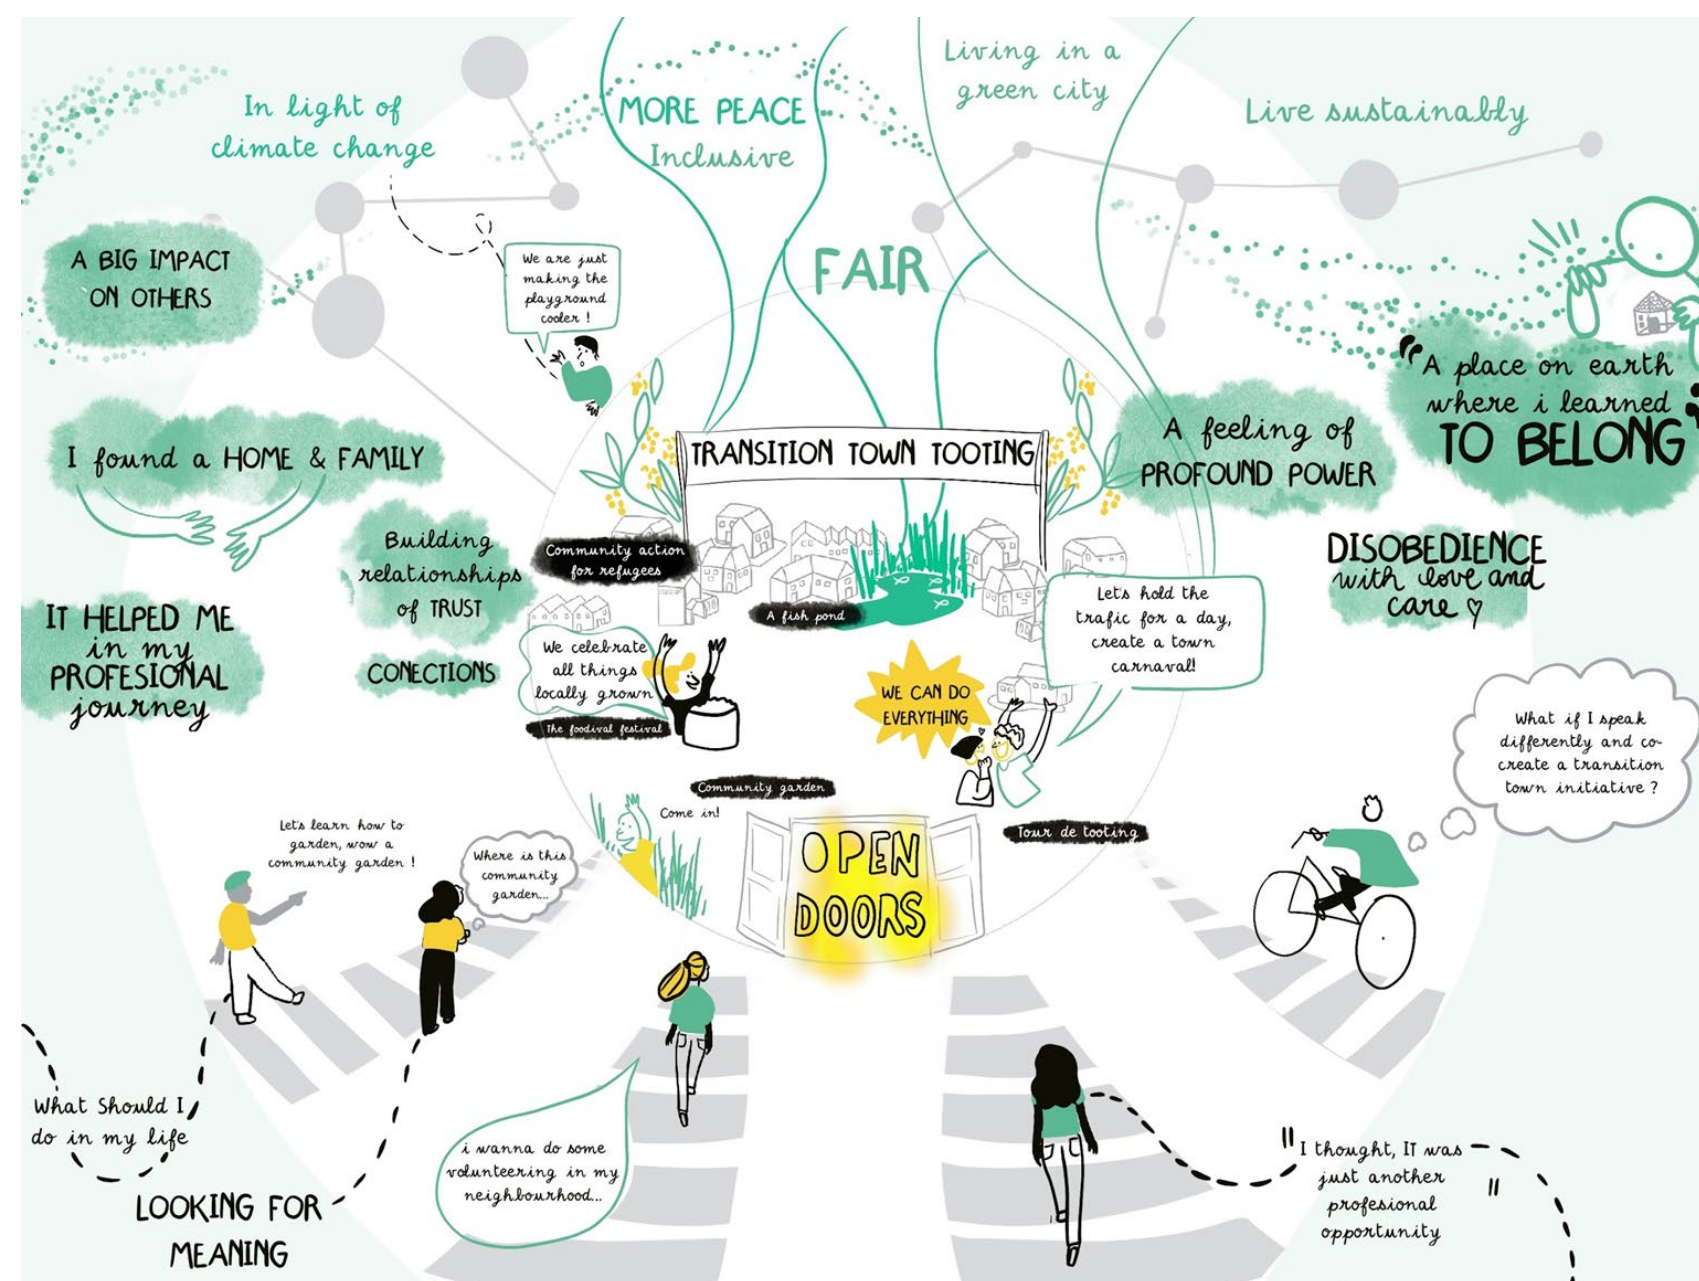 In light of
climate change
MORE PEACE
Inclusive
Living in a
green city
Live sustainably
FAIR
A BIG IMPACT
ON OTHERS
We are just
making the
playground
cooler !
"A place on earth
where i learned
TO BELONG"
I found a HOME & FAMILY
TRANSITION TOWN TOOTING
A feeling of
PROFOUND POWER
Building
relationships
of TRUST
Community action
for refugees
DISOBEDIENCE
with love and
care
A fish pond
Let's hold the
trafic for a day,
create a town
carnaval!
IT HELPED ME
in my
PROFESIONAL
journey
CONECTIONS
We celebrate
all things
locally grown
The foodival festival
WE CAN DO
EVERYTHING
What if I speak
differently and co-
create a transition
town initiative ?
Community garden
Come in!
OPEN
DOORS
Tour de tooting
Let's learn how to
garden, wow a
community garden !
Where is this
community
garden...
What Should I
do in my life
LOOKING FOR
MEANING
i wanna do some
volunteering in my
neighbourhood...
"I thought, IT was
just another
profesional
opportunity"